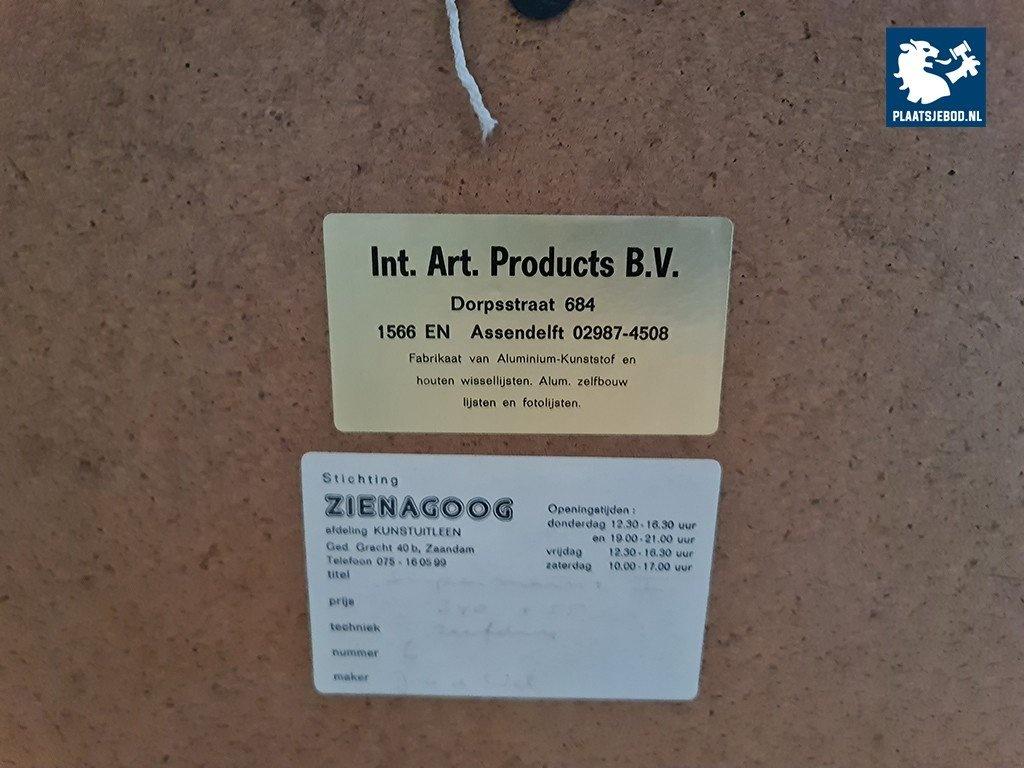 PLAATSJEBOD.NL
Int. Art. Products B.V.
Dorpsstraat 684
1566 EN Assendelft 02987-4508
Fabrikaat van Aluminium-Kunststof en
houten wissellijsten. Alum. zelfbouw
lijsten en fotolijsten.
Stichting
ZIENAGOOG
afdeling KUNSTUITLEEN
Ged. Gracht 40 b, Zaandam
Telefoon 075 - 16 05 99
Openingstijden :
donderdag 12.30 - 16.30 uur
en 19.00 - 21.00 uur
vrijdag 12.30 - 16.30 uur
zaterdag 10.00 - 17.00 uur
titel
prijs
techniek
nummer
maker